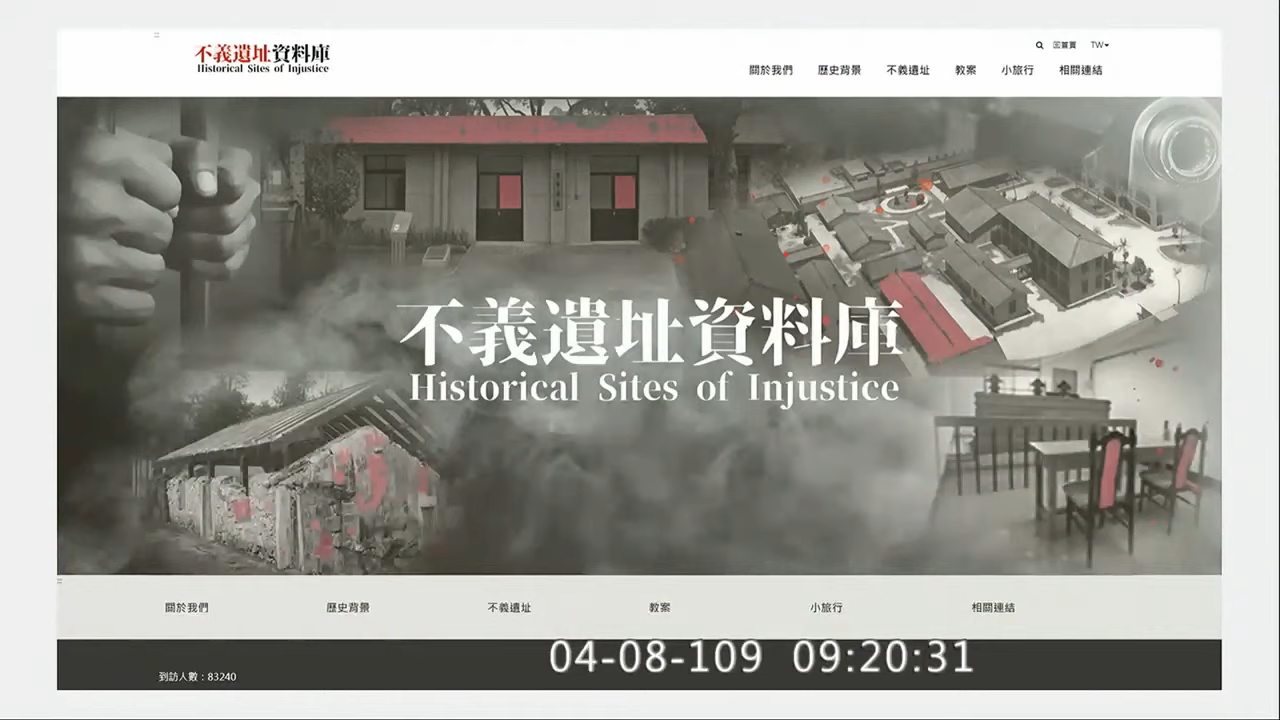 不義遺址資料庫
Historical Sites of Injustice
回首頁 TW
關於我們 歷史背景 不義遺址 教案 小旅行 相關連結
不義遺址資料庫
Historical Sites of Injustice
關於我們 歷史背景 不義遺址 教案 小旅行 相關連結
04-08-109 09:20:31
到訪人數：83240